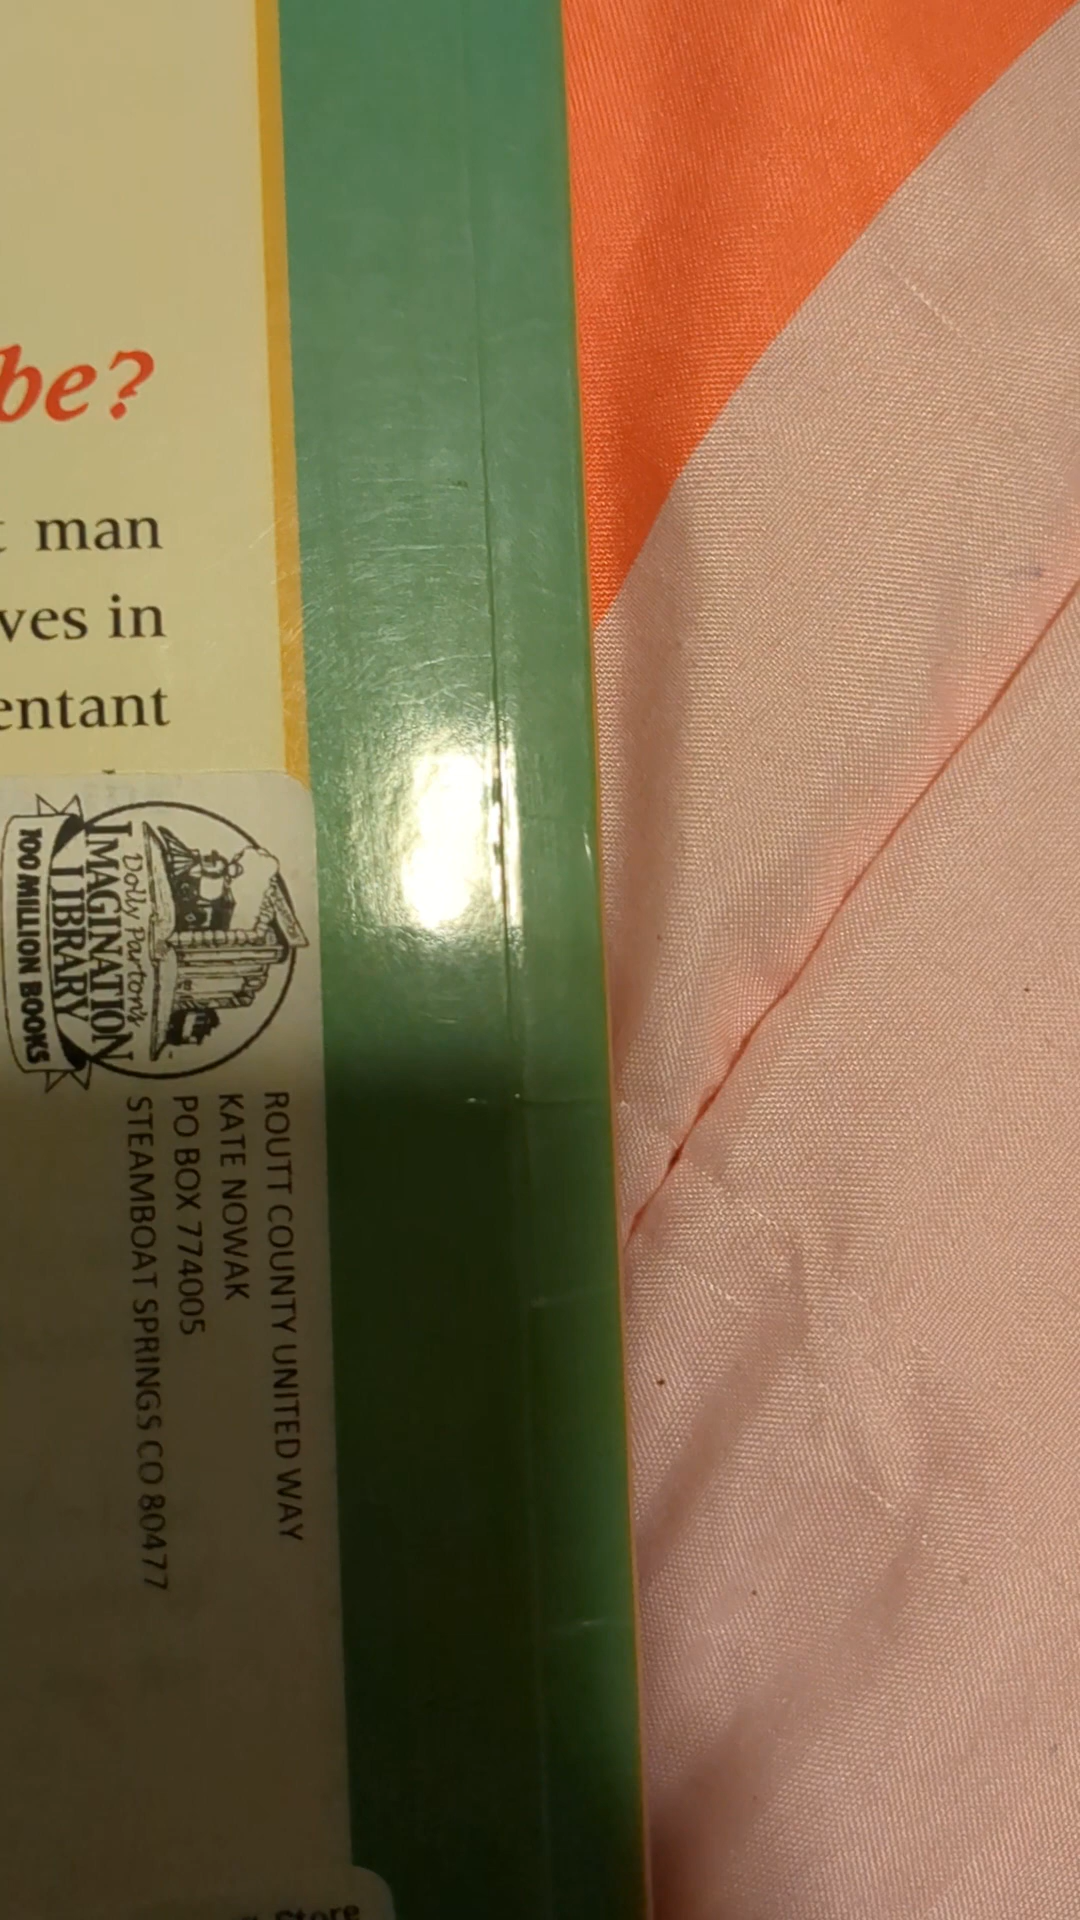 be?
man
ves in
entant
Dolly Parton's
IMAGINATION
LIBRARY
100 MILLION BOOKS
ROUTT COUNTY UNITED WAY
KATE NOWAK
PO BOX 774005
STEAMBOAT SPRINGS CO 80477
Store